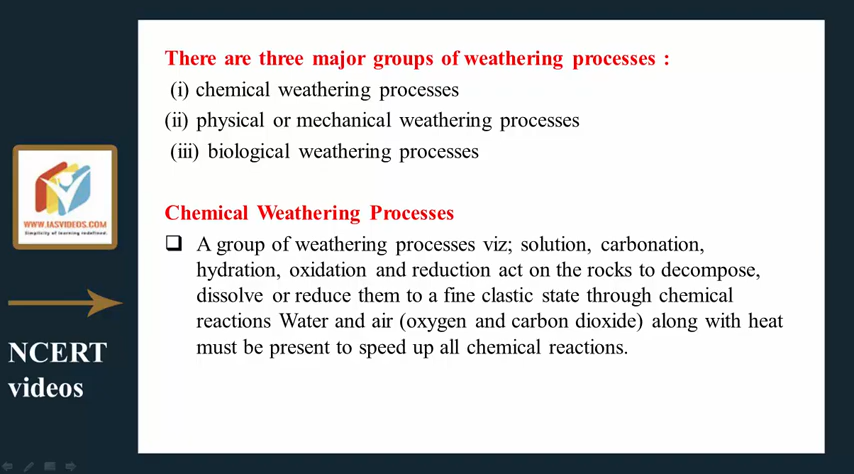 There are three major groups of weathering processes :
(i) chemical weathering processes
(ii) physical or mechanical weathering processes
(iii) biological weathering processes
Chemical Weathering Processes
A group of weathering processes viz; solution, carbonation,
hydration, oxidation and reduction act on the rocks to decompose,
dissolve or reduce them to a fine clastic state through chemical
reactions Water and air (oxygen and carbon dioxide) along with heat
must be present to speed up all chemical reactions.
WWW.IASVIDEOS.COM
Simplicity of learning redefined.
NCERT
videos